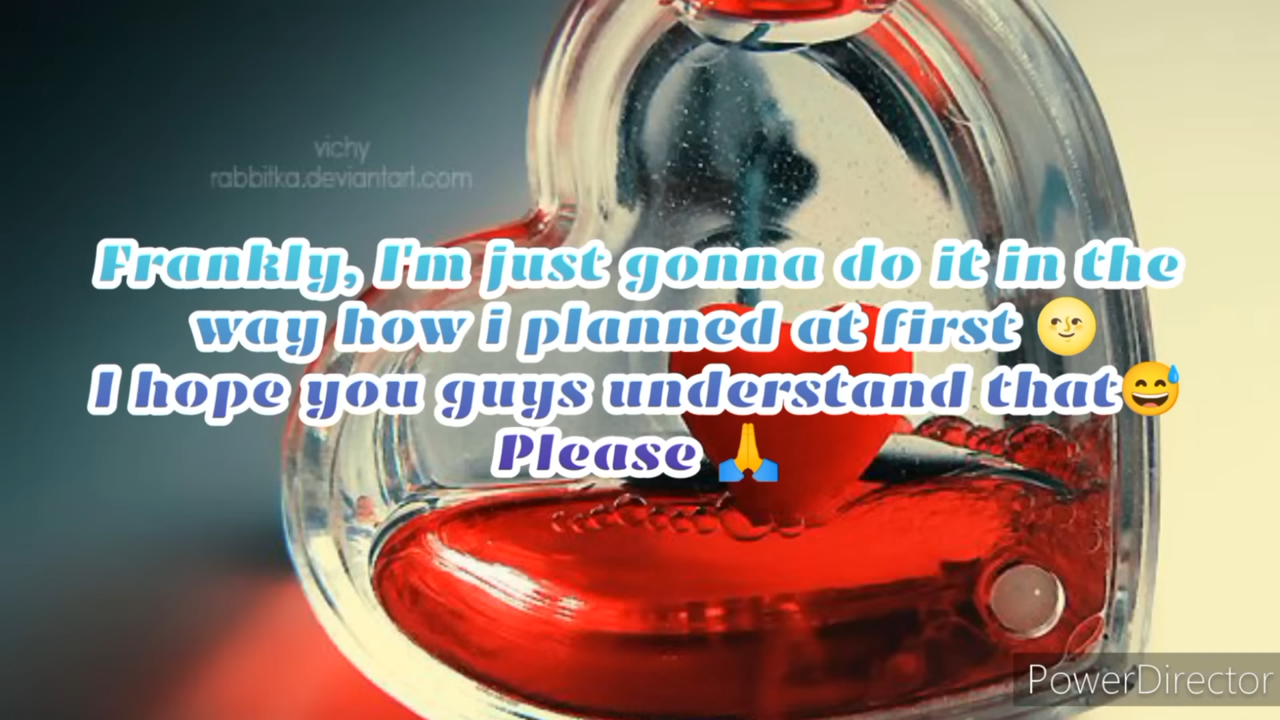 vichy
rabbitka.deviantart.com
Frankly, I'm just gonna do it in the
way how i planned at first 🌝
I hope you guys understand that😅
Please 🙏
PowerDirector